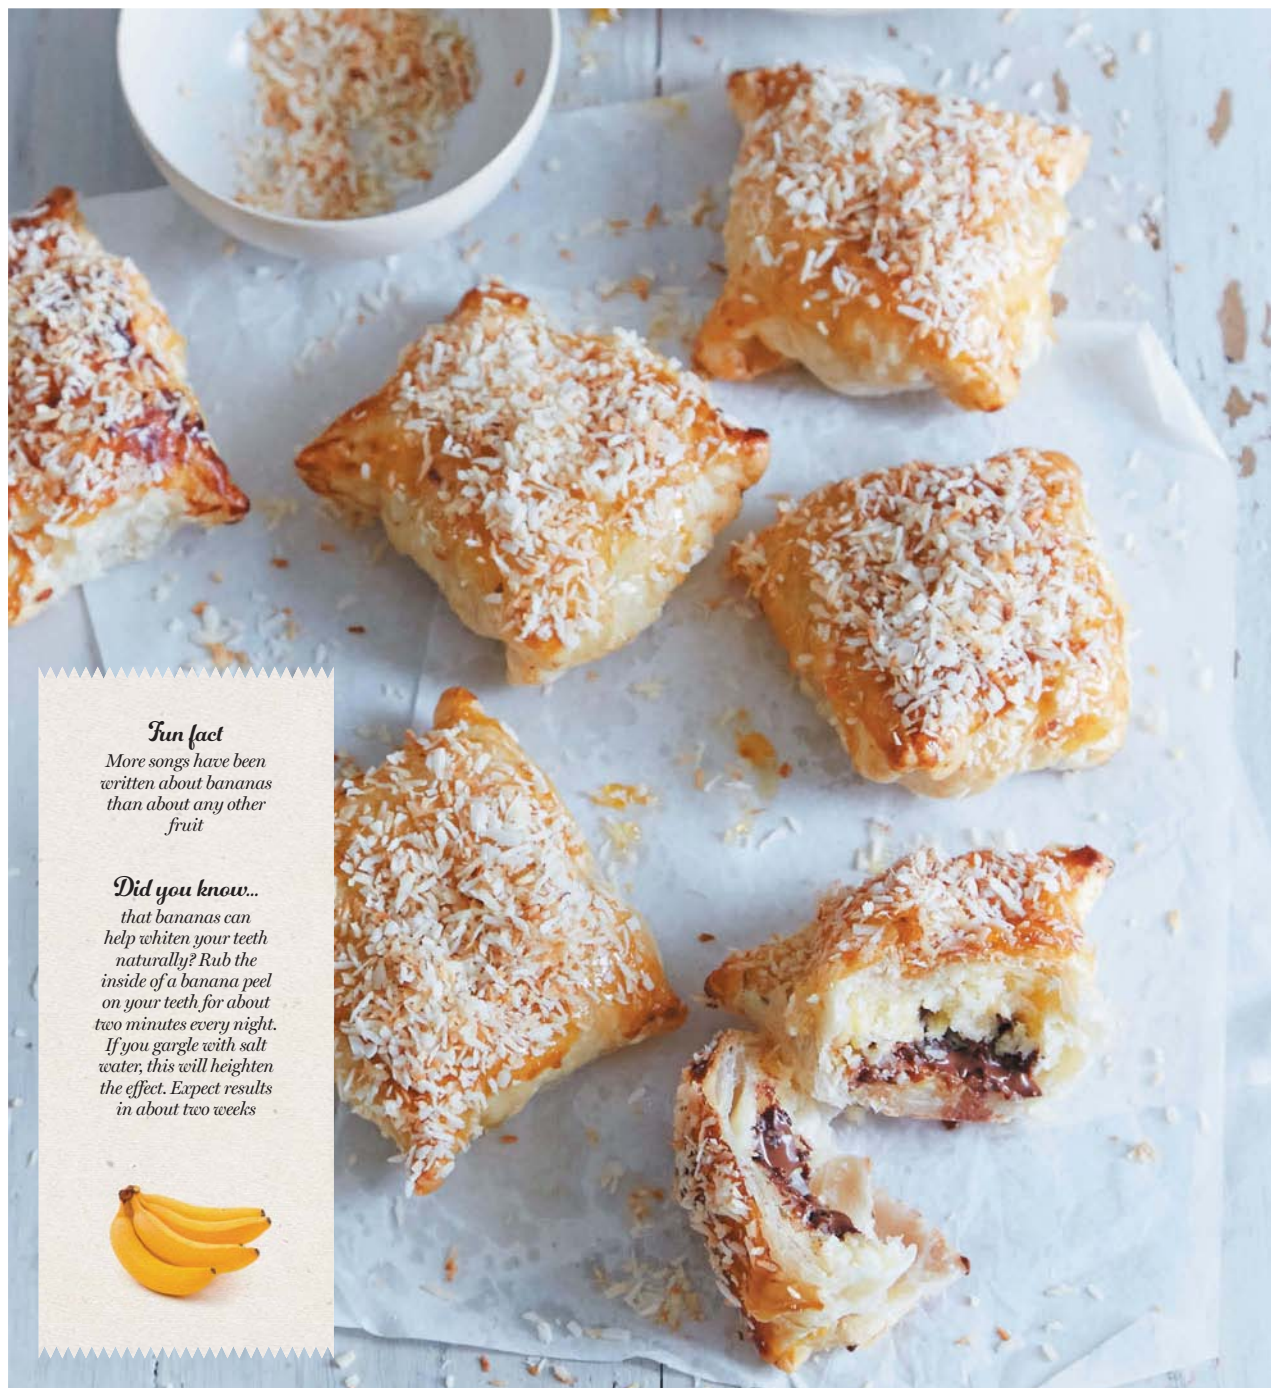 Fun fact
More songs have been
written about bananas
than about any other
fruit
Did you know...
that bananas can
help whiten your teeth
naturally? Rub the
inside of a banana peel
on your teeth for about
two minutes every night.
If you gargle with salt
water, this will heighten
the effect. Expect results
in about two weeks